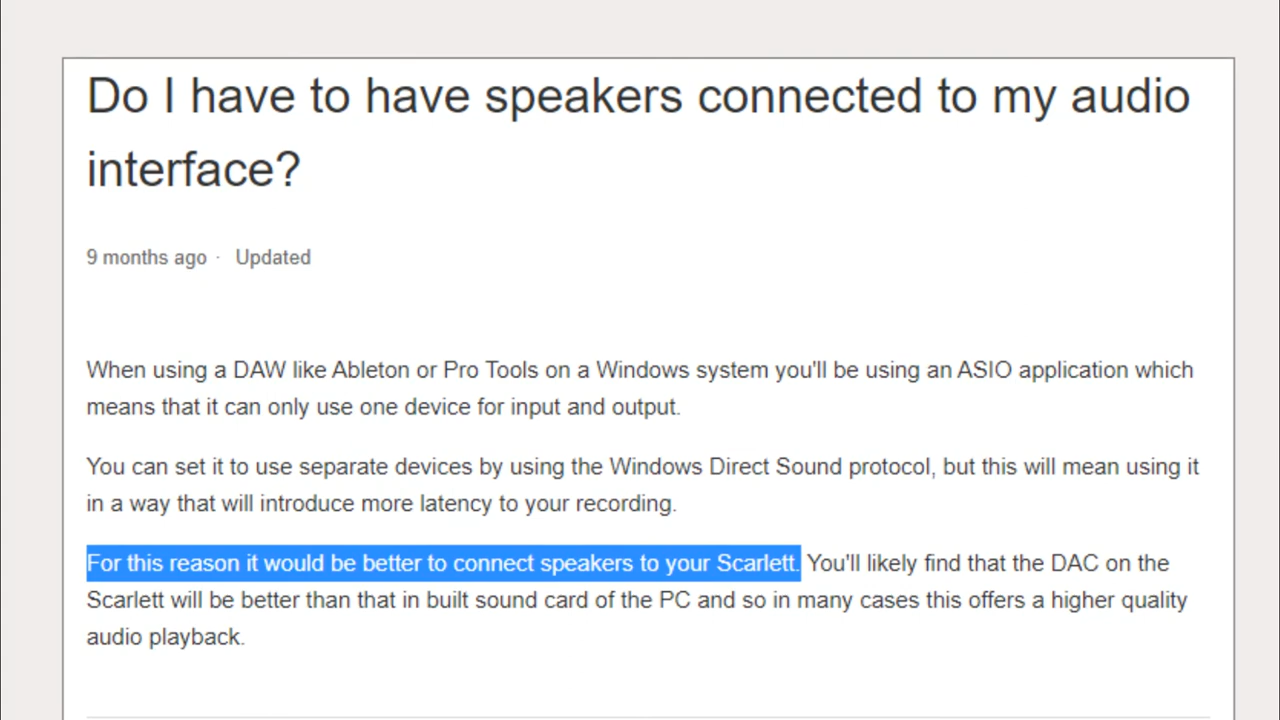 Do I have to have speakers connected to my audio
interface?
9 months ago · Updated
When using a DAW like Ableton or Pro Tools on a Windows system you'll be using an ASIO application which
means that it can only use one device for input and output.
You can set it to use separate devices by using the Windows Direct Sound protocol, but this will mean using it
in a way that will introduce more latency to your recording.
For this reason it would be better to connect speakers to your Scarlett. You'll likely find that the DAC on the
Scarlett will be better than that in built sound card of the PC and so in many cases this offers a higher quality
audio playback.